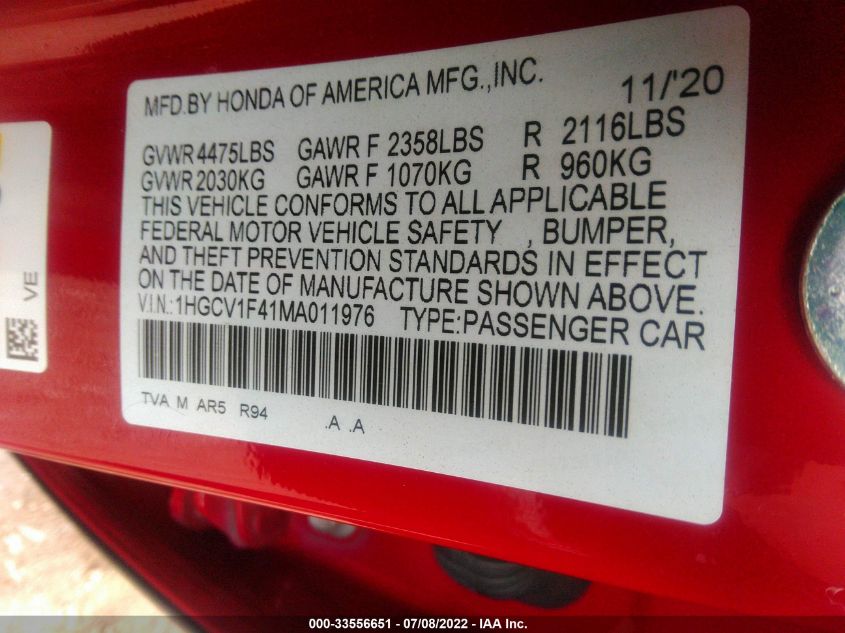 MFD.BY HONDA OF AMERICA MFG.,INC. 11/'20
GVWR 4475LBS GAWR F 2358LBS R 2116LBS
GVWR 2030KG GAWR F 1070KG R 960KG
THIS VEHICLE CONFORMS TO ALL APPLICABLE
FEDERAL MOTOR VEHICLE SAFETY , BUMPER,
AND THEFT PREVENTION STANDARDS IN EFFECT
ON THE DATE OF MANUFACTURE SHOWN ABOVE.
V.I.N.:1HGCV1F41MA011976 TYPE:PASSENGER CAR
TVA M AR5 R94 .A .A
VE
000-33556651 - 07/08/2022 - IAA Inc.